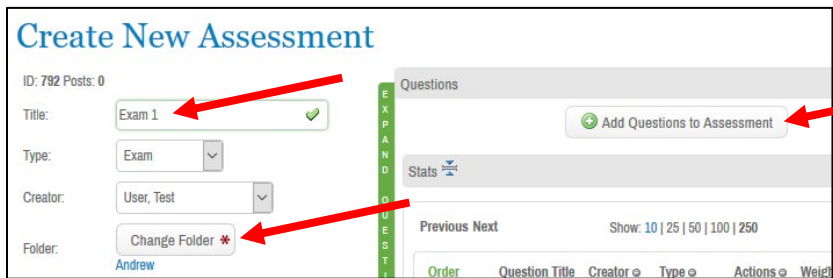 Create New Assessment
ID: 792 Posts: 0
Title: Exam 1
Type: Exam
Creator: User, Test
Folder: Change Folder *
Andrew
EXPAND QUEST
Questions
Add Questions to Assessment
Stats
Previous Next Show: 10 | 25 | 50 | 100 | 250
Order Question Title Creator Type Actions Weigh